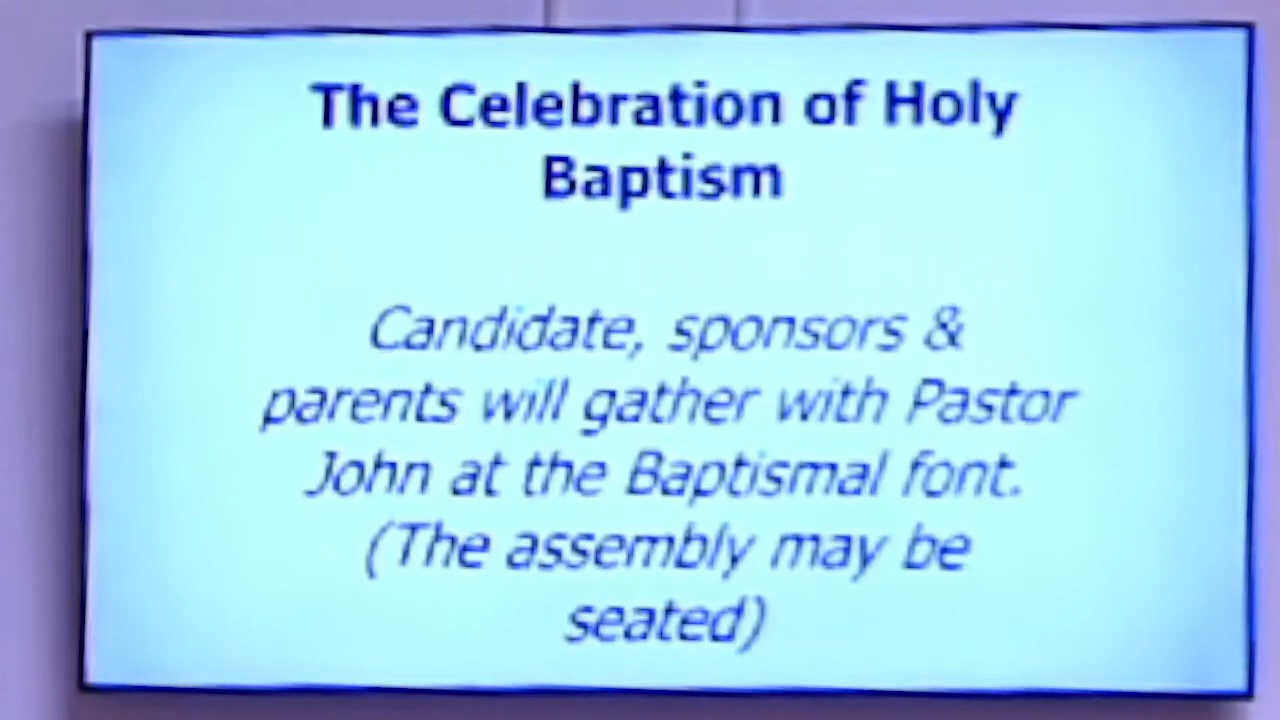 The Celebration of Holy
Baptism
Candidate, sponsors &
parents will gather with Pastor
John at the Baptismal font.
(The assembly may be
seated)